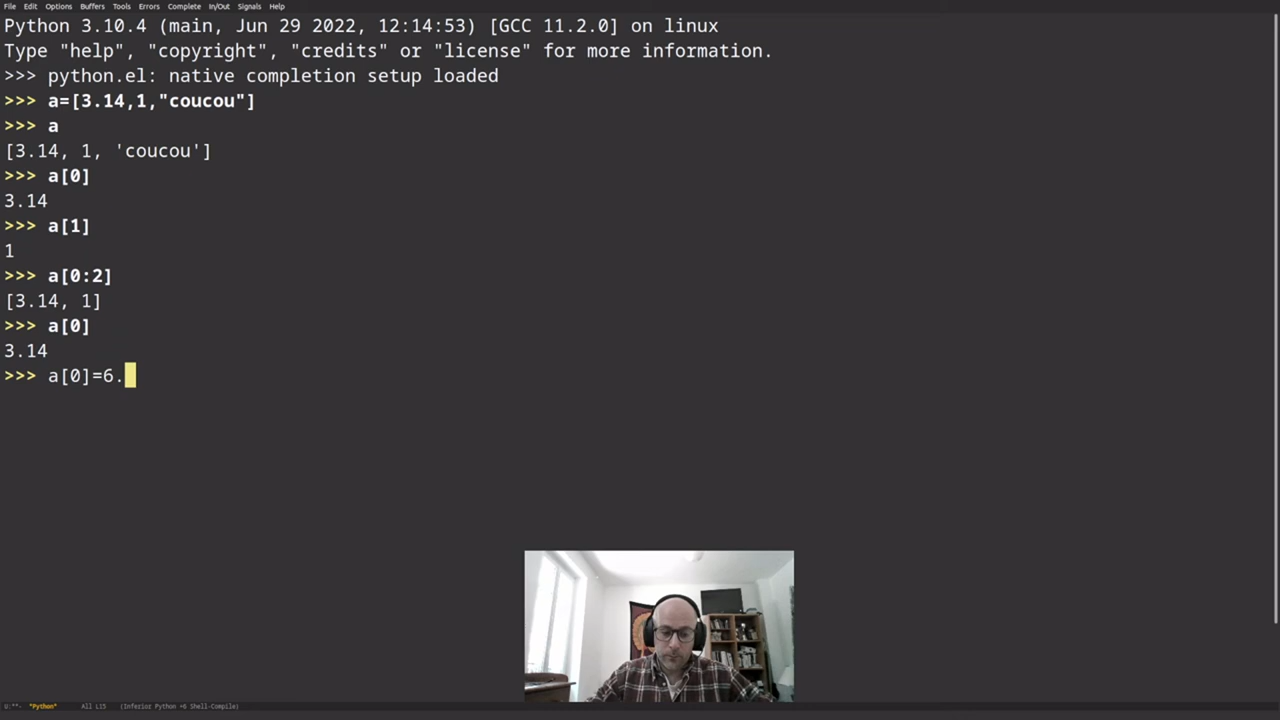 File Edit Options Buffers Tools Errors Complete In/Out Signals Help
Python 3.10.4 (main, Jun 29 2022, 12:14:53) [GCC 11.2.0] on linux
Type "help", "copyright", "credits" or "license" for more information.
>>> python.el: native completion setup loaded
>>> a=[3.14,1,"coucou"]
>>> a
[3.14, 1, 'coucou']
>>> a[0]
3.14
>>> a[1]
1
>>> a[0:2]
[3.14, 1]
>>> a[0]
3.14
>>> a[0]=6.
U:**- *Python* All L15 (Inferior Python +6 Shell-Compile)